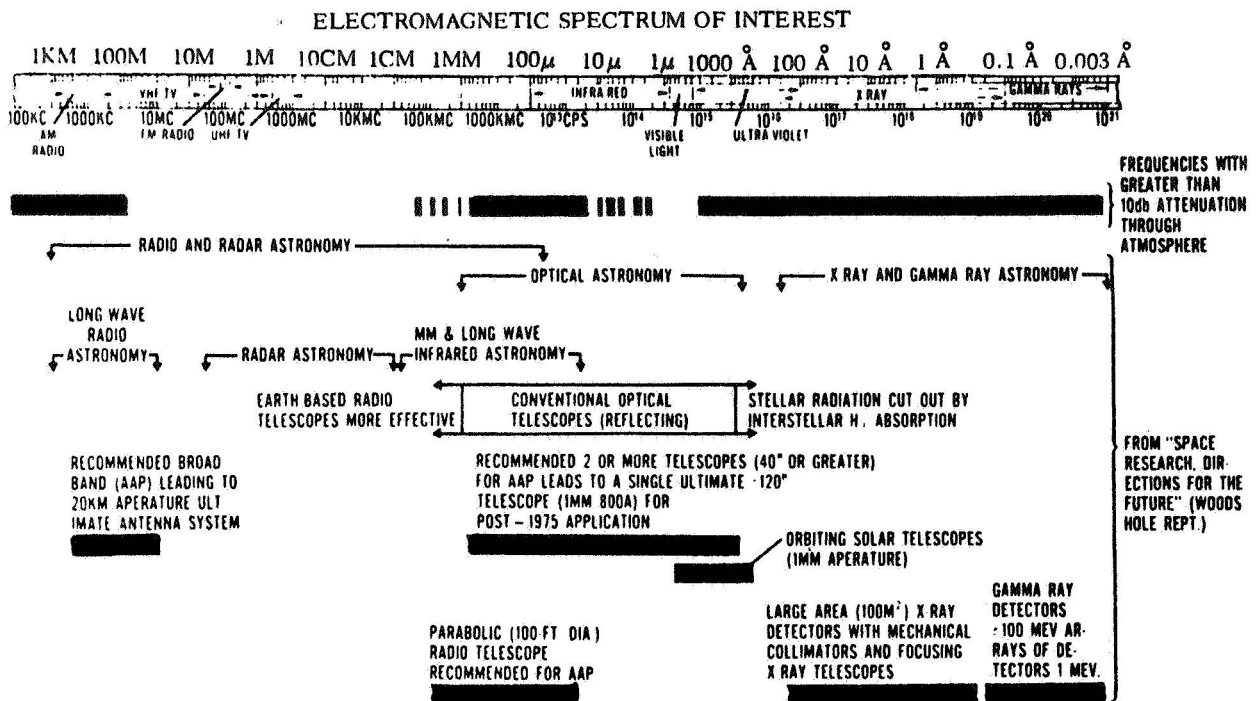 ELECTROMAGNETIC SPECTRUM OF INTEREST
1KM 100M 10M 1M 10CM 1CM 1MM 100µ 10µ 1µ 1000 Å 100 Å 10 Å 1 Å 0.1 Å 0.003 Å
VHF TV INFRA RED X RAY GAMMA RAYS
100KC 1000KC 10MC 100MC 1000MC 10KMC 100KMC 1000KMC 10¹³CPS 10¹⁴ 10¹⁵ 10¹⁶ 10¹⁷ 10¹⁸ 10¹⁹ 10²⁰ 10²¹
AM
RADIO
FM RADIO
UHF TV
VISIBLE
LIGHT
ULTRA VIOLET
FREQUENCIES WITH
GREATER THAN
10db ATTENUATION
THROUGH
ATMOSPHERE
RADIO AND RADAR ASTRONOMY
OPTICAL ASTRONOMY
X RAY AND GAMMA RAY ASTRONOMY
LONG WAVE
RADIO
ASTRONOMY
RADAR ASTRONOMY
MM & LONG WAVE
INFRARED ASTRONOMY
EARTH BASED RADIO
TELESCOPES MORE EFFECTIVE
CONVENTIONAL OPTICAL
TELESCOPES (REFLECTING)
STELLAR RADIATION CUT OUT BY
INTERSTELLAR H, ABSORPTION
FROM "SPACE
RESEARCH, DIR-
ECTIONS FOR THE
FUTURE" (WOODS
HOLE REPT.)
RECOMMENDED BROAD
BAND (AAP) LEADING TO
20KM APERATURE ULT
IMATE ANTENNA SYSTEM
RECOMMENDED 2 OR MORE TELESCOPES (40" OR GREATER)
FOR AAP LEADS TO A SINGLE ULTIMATE -120"
TELESCOPE (1MM 800A) FOR
POST-1975 APPLICATION
ORBITING SOLAR TELESCOPES
(1MM APERATURE)
PARABOLIC (100-FT DIA)
RADIO TELESCOPE
RECOMMENDED FOR AAP
LARGE AREA (100M²) X-RAY
DETECTORS WITH MECHANICAL
COLLIMATORS AND FOCUSING
X RAY TELESCOPES
GAMMA RAY
DETECTORS
100 MEV AR-
RAYS OF DE-
TECTORS 1 MEV.